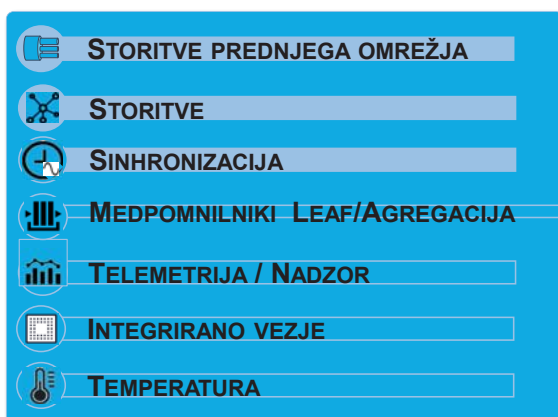 STORITVE PREDNJEGA OMREŽJA
STORITVE
SINHRONIZACIJA
MEDPOMNILNIKI LEAF/AGREGACIJA
TELEMETRIJA / NADZOR
INTEGRIRANO VEZJE
TEMPERATURA